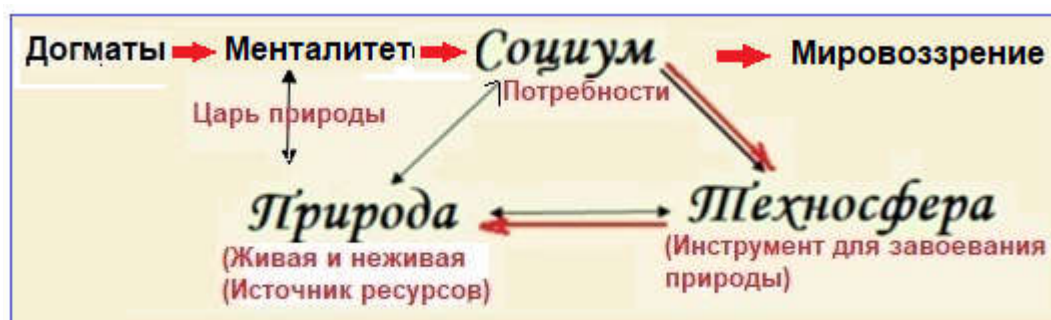 Догматы Менталитет Социум Мировоззрение
Царь природы
Потребности
Природа
Техносфера
(Живая и неживая
(Источник ресурсов)
(Инструмент для завоевания
природы)